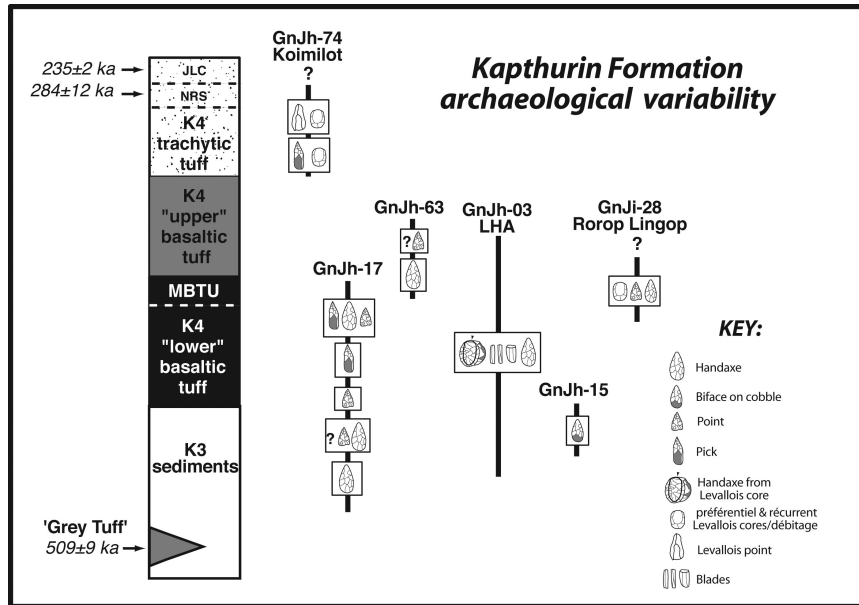 Kapthurin Formation
archaeological variability
235±2 ka
284±12 ka
JLC
NRS
K4
trachytic
tuff
K4
"upper"
basaltic
tuff
MBTU
K4
"lower"
basaltic
tuff
K3
sediments
'Grey Tuff'
509±9 ka
GnJh-74
Koimilot
?
GnJh-63
?
GnJh-17
?
GnJh-03
LHA
GnJi-28
Rorop Lingop
?
GnJh-15
KEY:
Handaxe
Biface on cobble
Point
Pick
Handaxe from
Levallois core
préférentiel & récurrent
Levallois cores/débitage
Levallois point
Blades